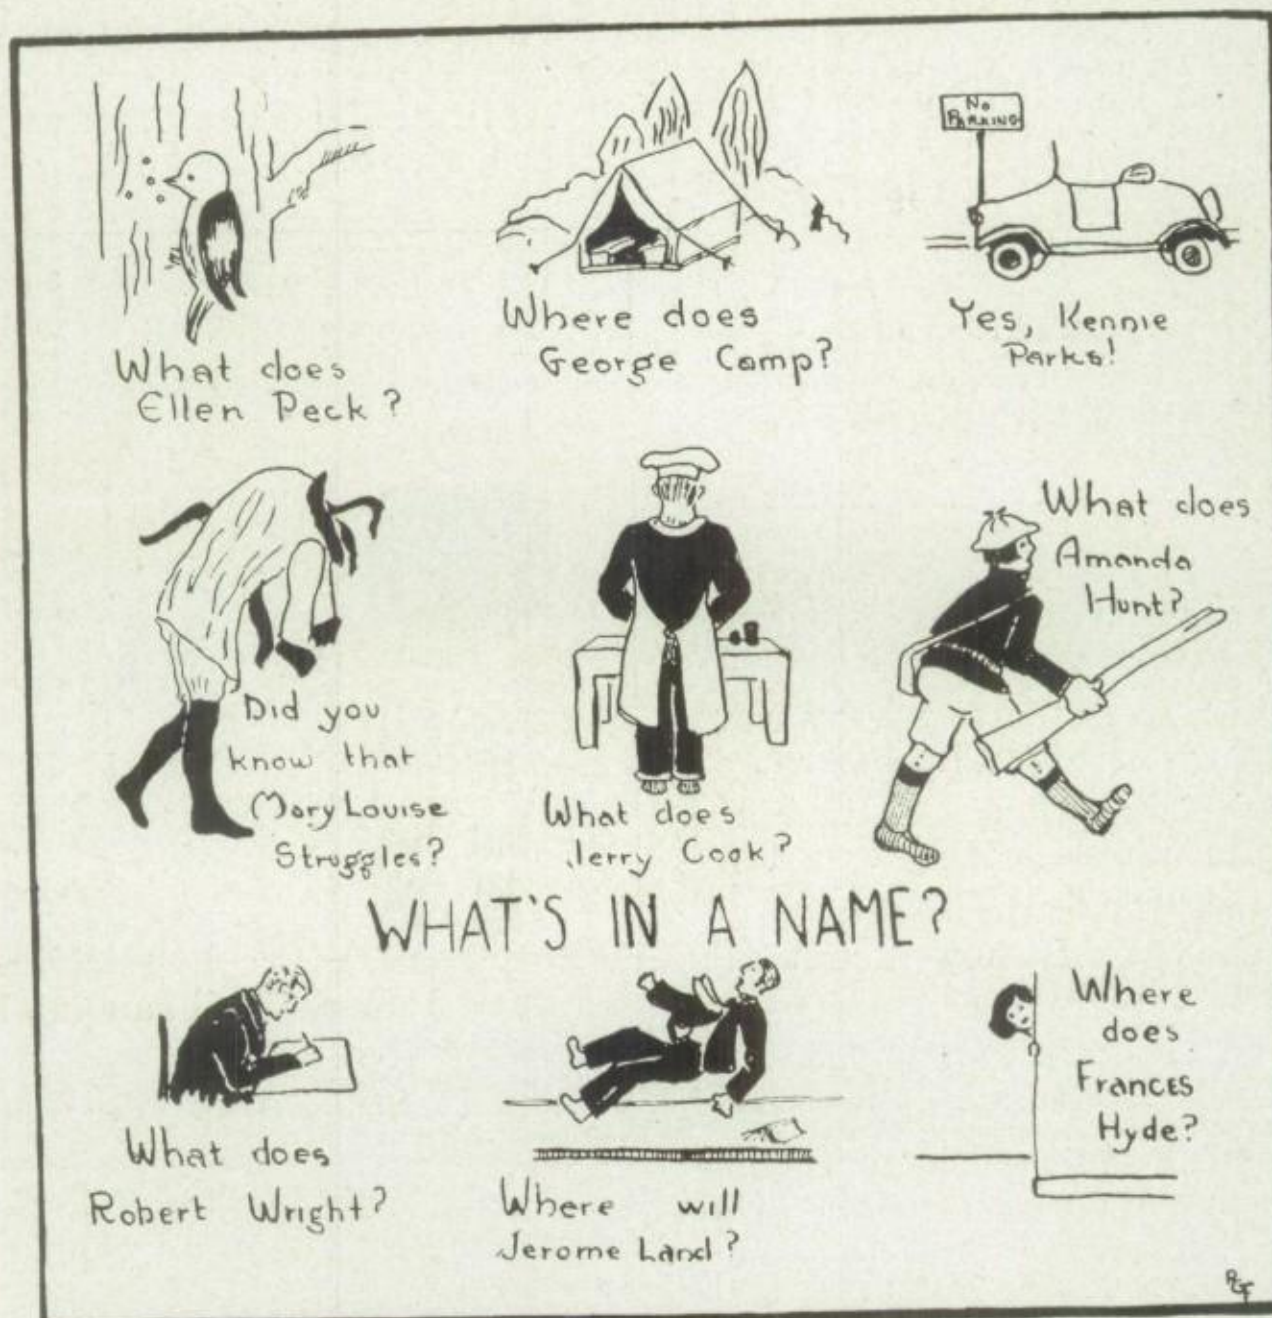 What does
Ellen Peck?
Where does
George Camp?
No
Parking
Yes, Kennie
Parks!
Did you
know that
Mary Louise
Struggles?
What does
Jerry Cook?
What does
Amanda
Hunt?
WHAT'S IN A NAME?
What does
Robert Wright?
Where will
Jerome Land?
Where
does
Frances
Hyde?